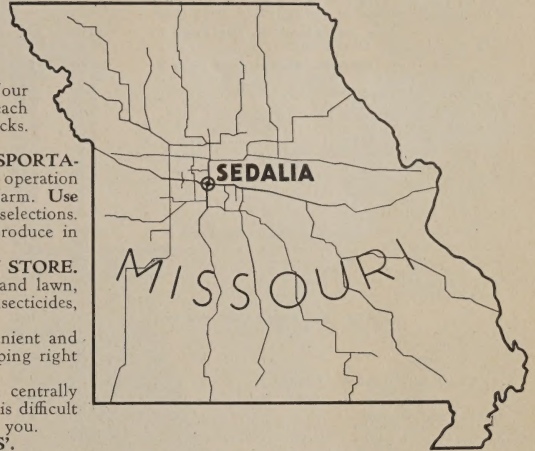 our
each
cks.
SPORTA-
operation
arm. Use
selections.
roduce in
STORE.
and lawn,
secticides,
nient and
ping right
centrally
is difficult
you.
S'.
SEDALIA
MISSOURI